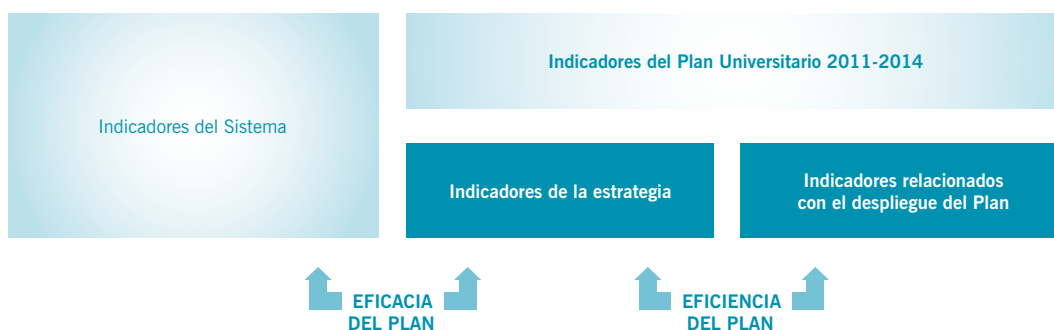 Indicadores del Sistema
Indicadores del Plan Universitario 2011-2014
Indicadores de la estrategia
Indicadores relacionados
con el despliegue del Plan
EFICACIA
DEL PLAN
EFICIENCIA
DEL PLAN